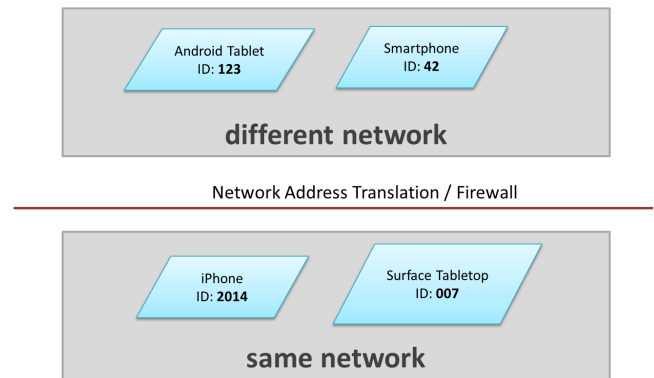 Android Tablet
ID: 123
Smartphone
ID: 42
different network
Network Address Translation / Firewall
iPhone
ID: 2014
Surface Tabletop
ID: 007
same network